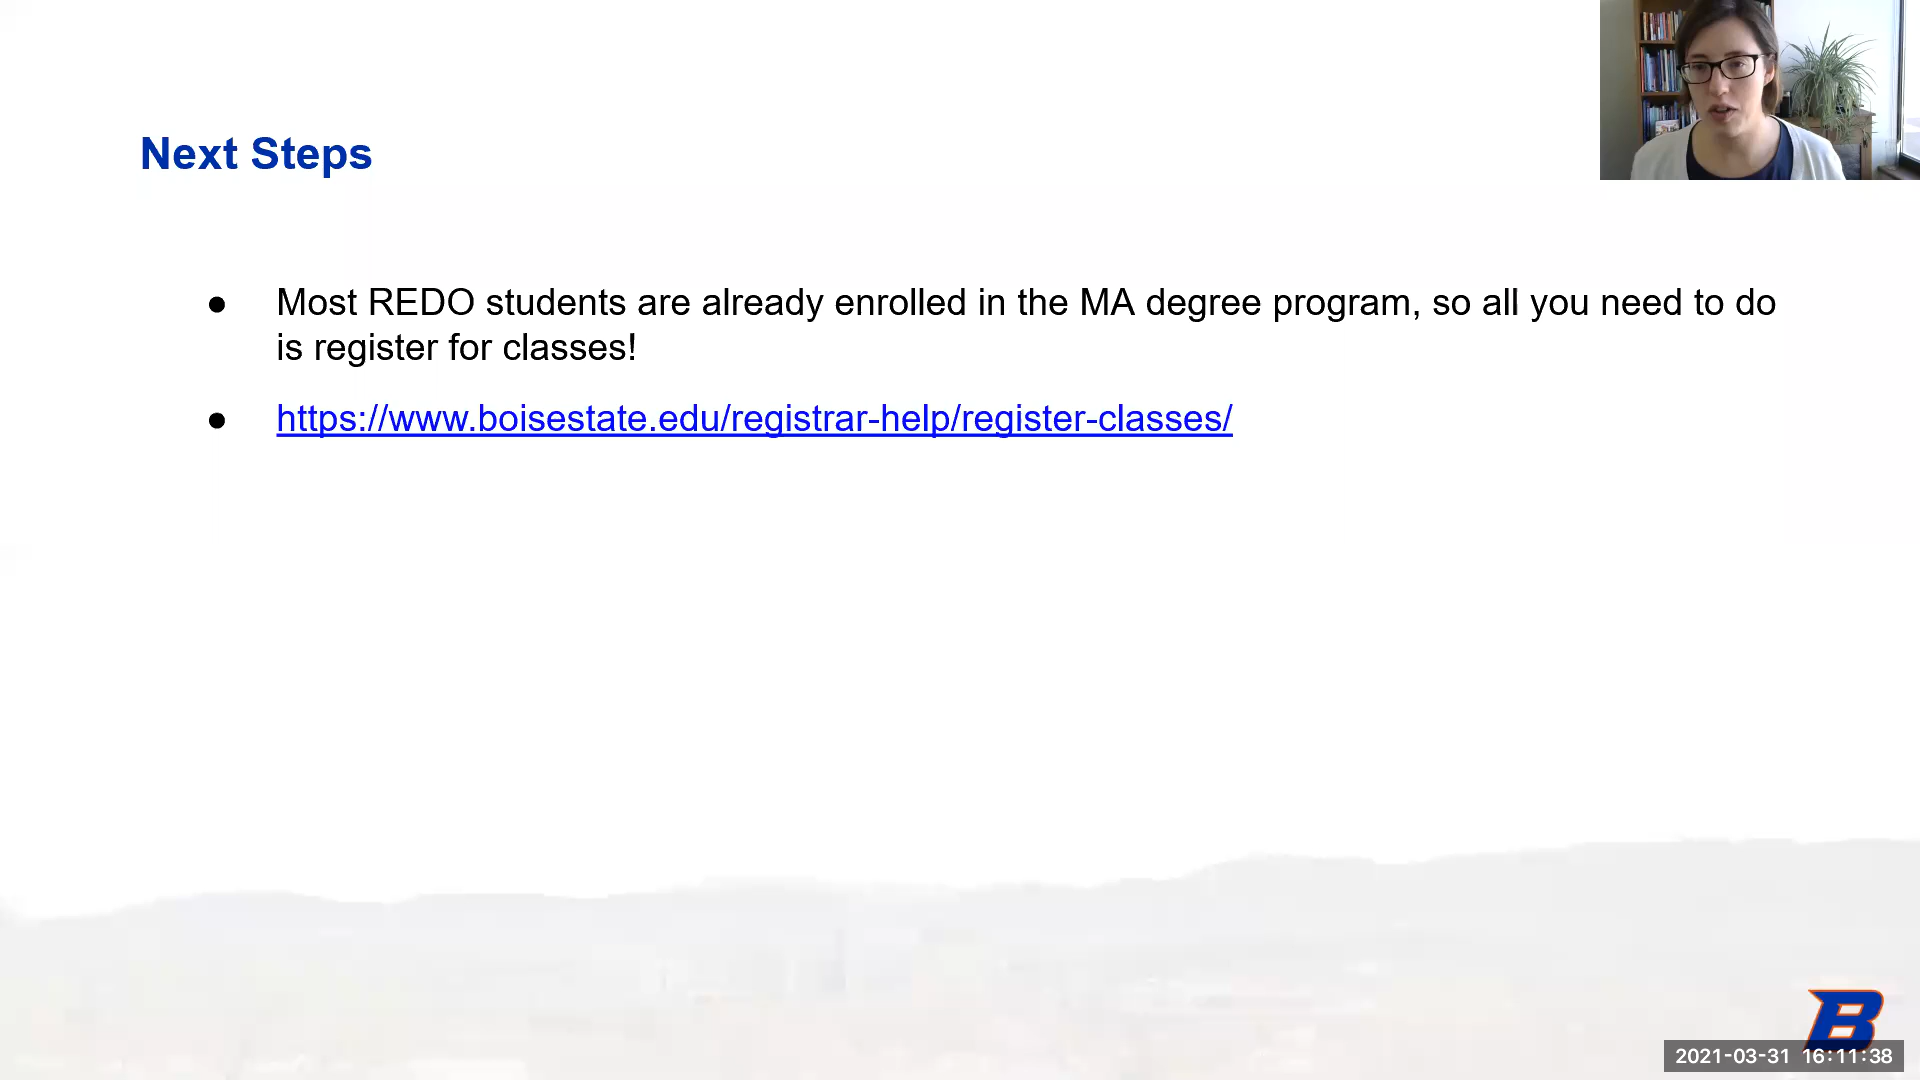 Next Steps
● Most REDO students are already enrolled in the MA degree program, so all you need to do
is register for classes!
● https://www.boisestate.edu/registrar-help/register-classes/
B
2021-03-31 16:11:38